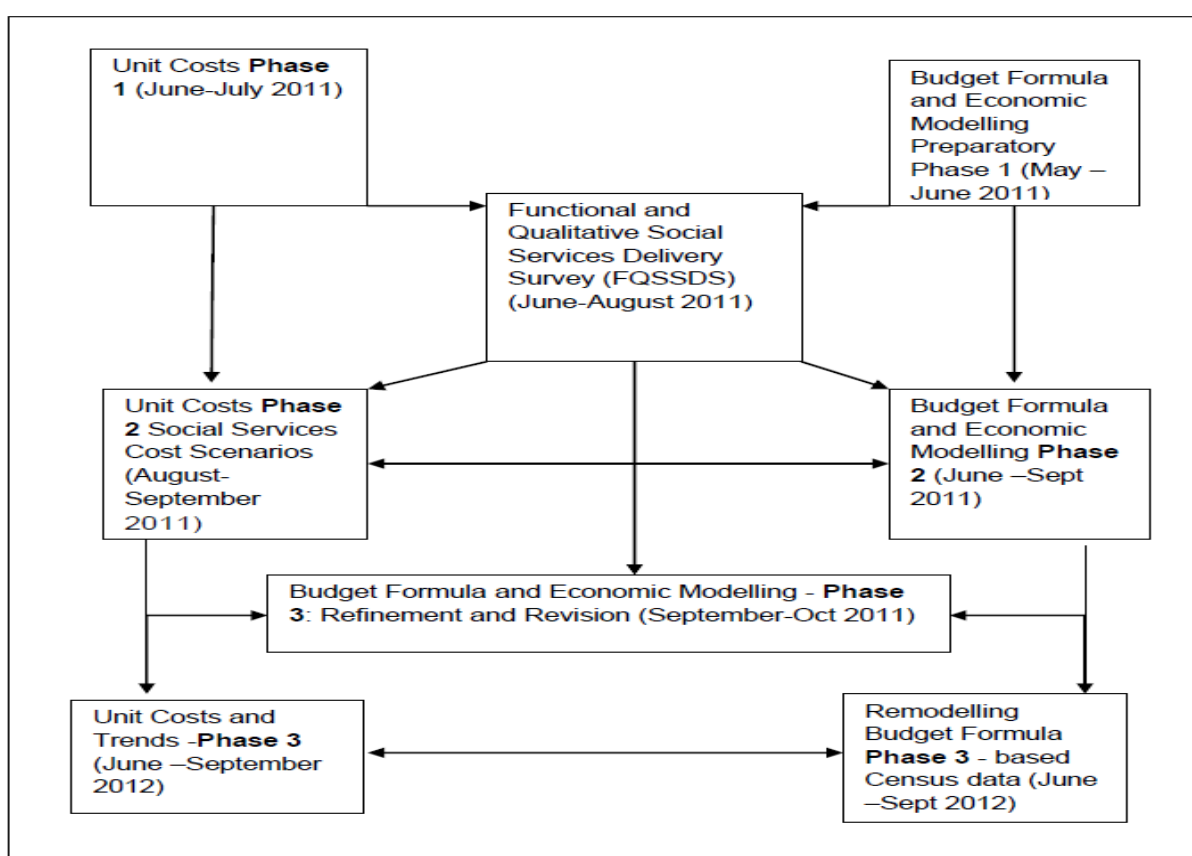 Unit Costs Phase
1 (June-July 2011)
Budget Formula
and Economic
Modelling
Preparatory
Phase 1 (May –
June 2011)
Functional and
Qualitative Social
Services Delivery
Survey (FQSSDS)
(June-August 2011)
Unit Costs Phase
2 Social Services
Cost Scenarios
(August-
September
2011)
Budget Formula
and Economic
Modelling Phase
2 (June –Sept
2011)
Budget Formula and Economic Modelling - Phase
3: Refinement and Revision (September-Oct 2011)
Unit Costs and
Trends -Phase 3
(June –September
2012)
Remodelling
Budget Formula
Phase 3 - based
Census data (June
–Sept 2012)